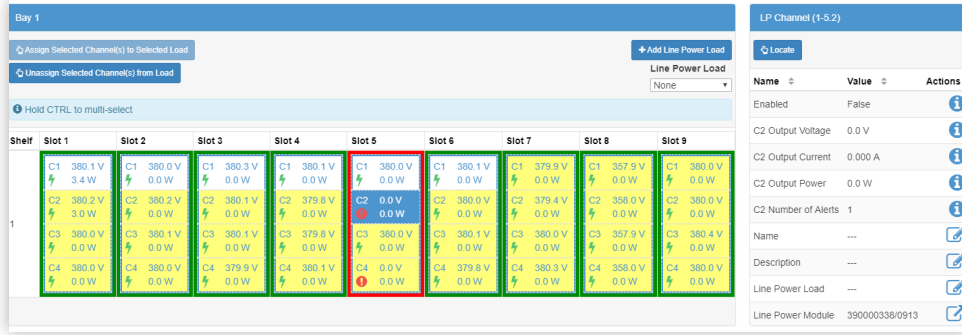 Bay 1
Assign Selected Channel(s) to Selected Load
+ Add Line Power Load
Unassign Selected Channel(s) from Load
Line Power Load
None
Hold CTRL to multi-select
Shelf Slot 1 Slot 2 Slot 3 Slot 4 Slot 5 Slot 6 Slot 7 Slot 8 Slot 9
C1 380.1 V C1 380.0 V C1 380.3 V C1 380.1 V C1 380.0 V C1 380.1 V C1 379.9 V C1 357.9 V C1 380.0 V
3.4 W 0.0 W 0.0 W 0.0 W 0.0 W 0.0 W 0.0 W 0.0 W 0.0 W
C2 380.2 V C2 380.2 V C2 380.1 V C2 379.8 V C2 0.0 V C2 380.0 V C2 379.4 V C2 358.0 V C2 380.0 V
3.0 W 0.0 W 0.0 W 0.0 W 0.0 W 0.0 W 0.0 W 0.0 W 0.0 W
1
C3 380.0 V C3 380.1 V C3 380.1 V C3 379.8 V C3 380.0 V C3 380.1 V C3 380.0 V C3 357.9 V C3 380.4 V
0.0 W 0.0 W 0.0 W 0.0 W 0.0 W 0.0 W 0.0 W 0.0 W 0.0 W
C4 380.0 V C4 380.0 V C4 379.9 V C4 380.1 V C4 0.0 V C4 379.8 V C4 380.3 V C4 358.0 V C4 380.0 V
0.0 W 0.0 W 0.0 W 0.0 W 0.0 W 0.0 W 0.0 W 0.0 W 0.0 W
LP Channel (1-5.2)
Locate
Name Value Actions
Enabled False
C2 Output Voltage 0.0 V
C2 Output Current 0.000 A
C2 Output Power 0.0 W
C2 Number of Alerts 1
Name ---
Description ---
Line Power Load ---
Line Power Module 390000338/0913